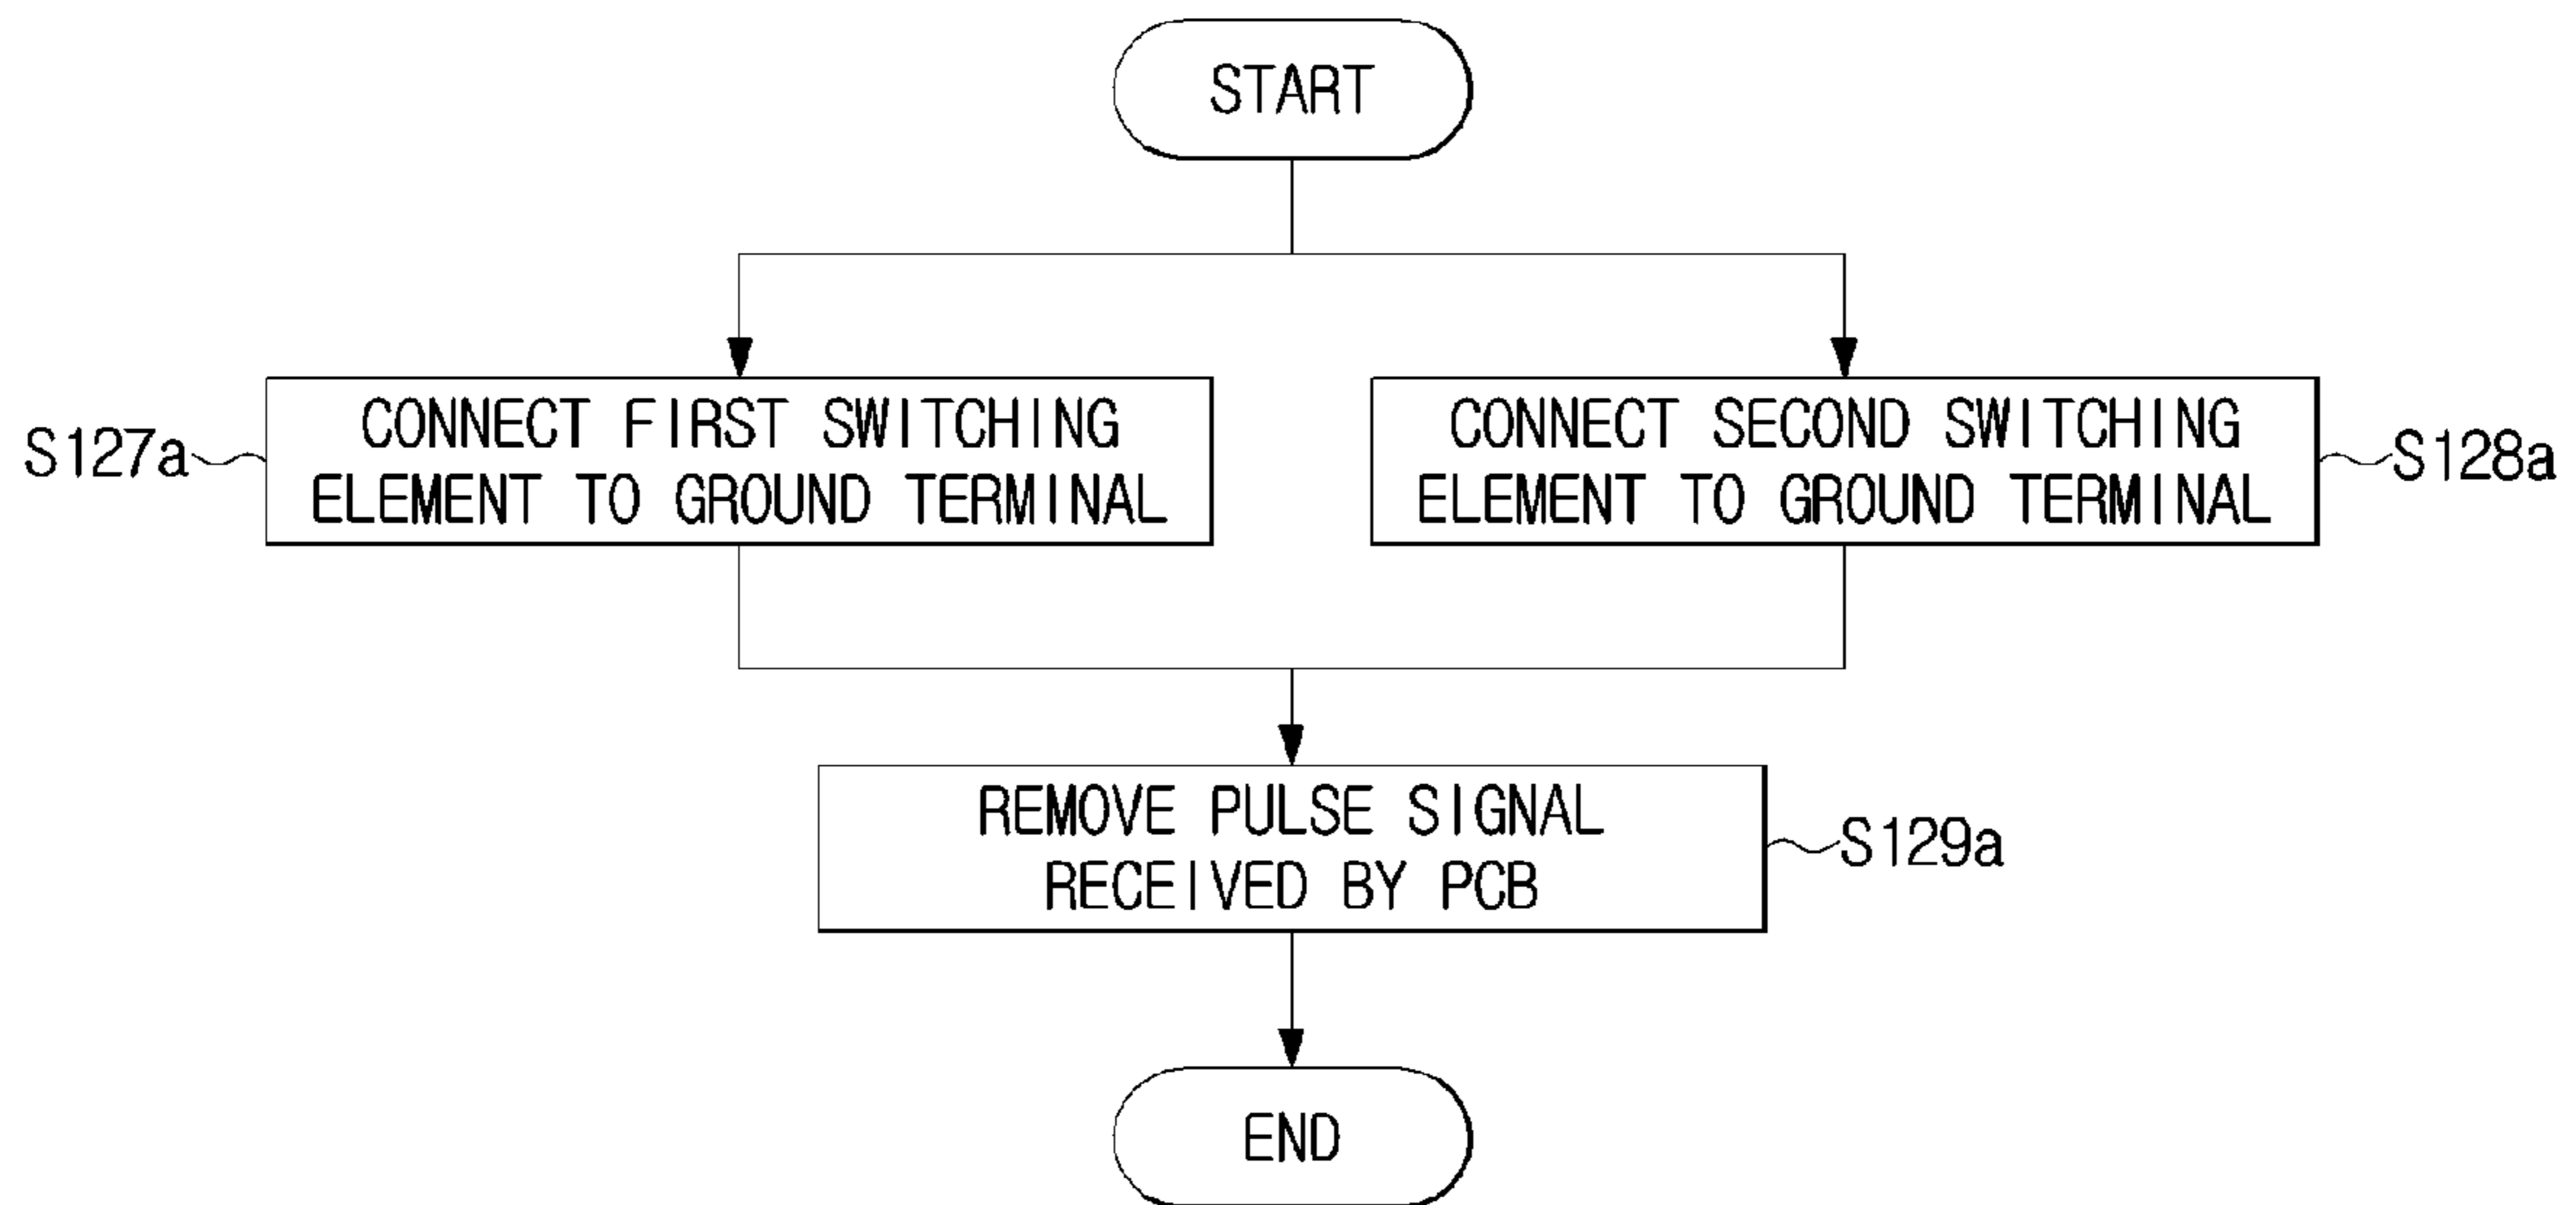 START
S127a
CONNECT FIRST SWITCHING
ELEMENT TO GROUND TERMINAL
CONNECT SECOND SWITCHING
ELEMENT TO GROUND TERMINAL
S128a
REMOVE PULSE SIGNAL
RECEIVED BY PCB
S129a
END